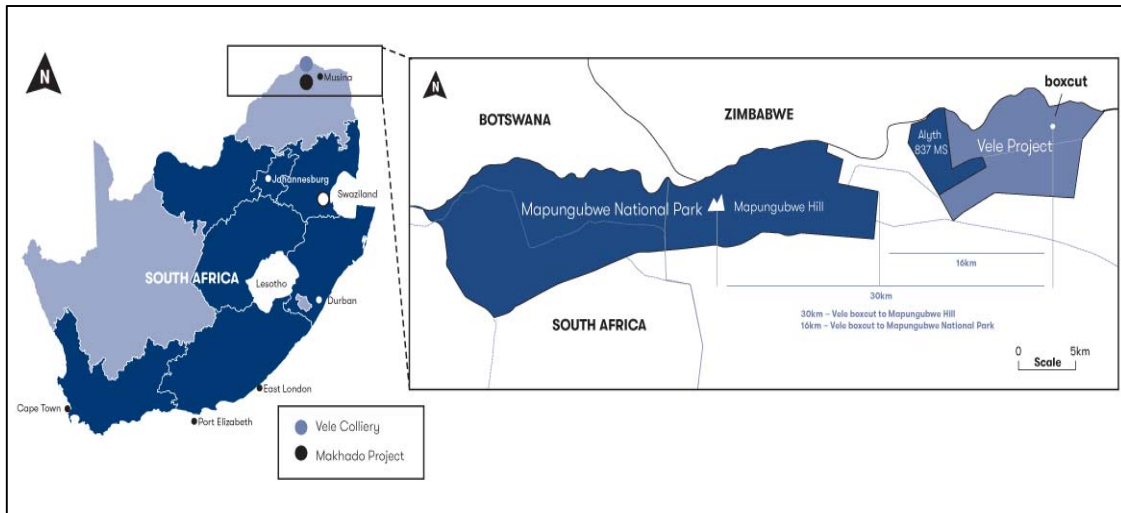 N
Musina
Johannesburg
Swaziland
SOUTH AFRICA
Lesotho
Durban
East London
Cape Town
Port Elizabeth
Vele Colliery
Makhado Project
N
BOTSWANA
ZIMBABWE
boxcut
Alyth
837 MS
Vele Project
Mapungubwe National Park
Mapungubwe Hill
16km
30km
30km – Vele boxcut to Mapungubwe Hill
16km – Vele boxcut to Mapungubwe National Park
SOUTH AFRICA
0 5km
Scale